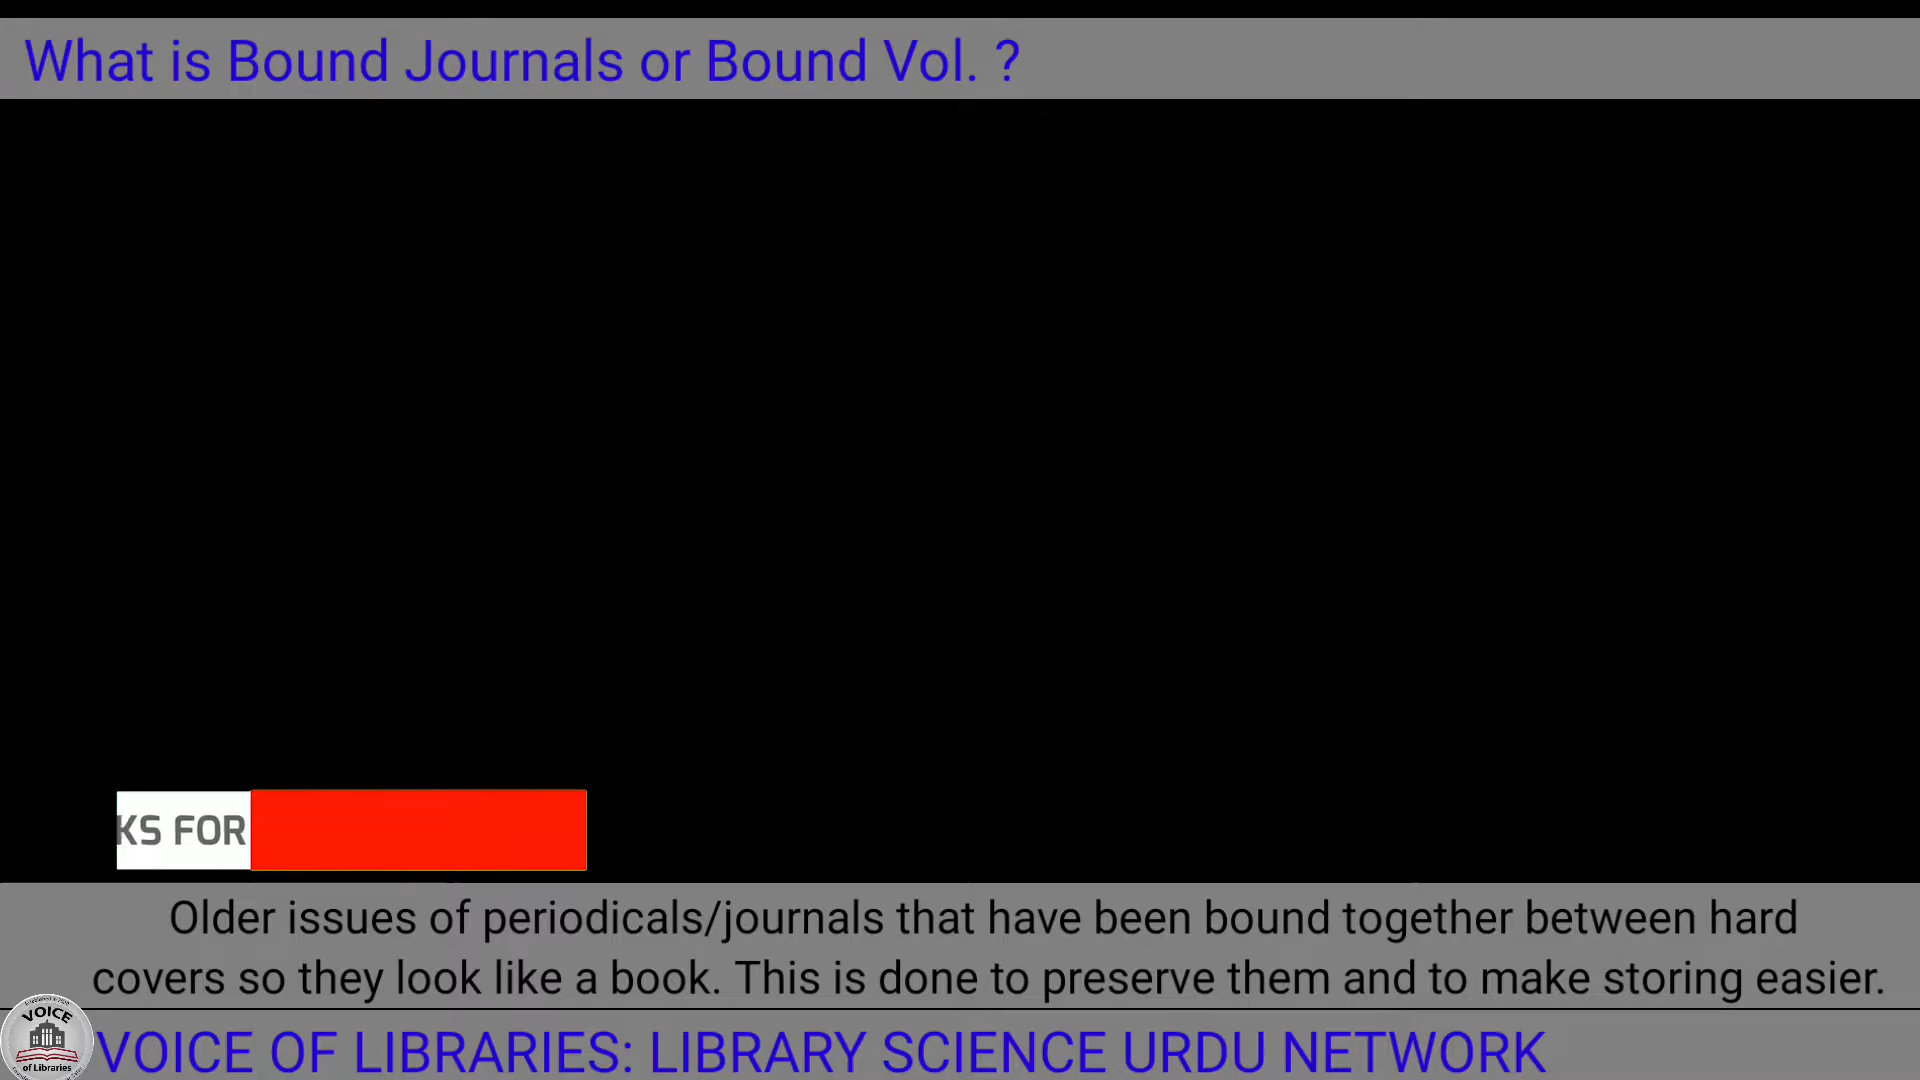 What is Bound Journals or Bound Vol. ?
KS FOR
Older issues of periodicals/journals that have been bound together between hard
covers so they look like a book. This is done to preserve them and to make storing easier.
VOICE
of Libraries
VOICE OF LIBRARIES: LIBRARY SCIENCE URDU NETWORK